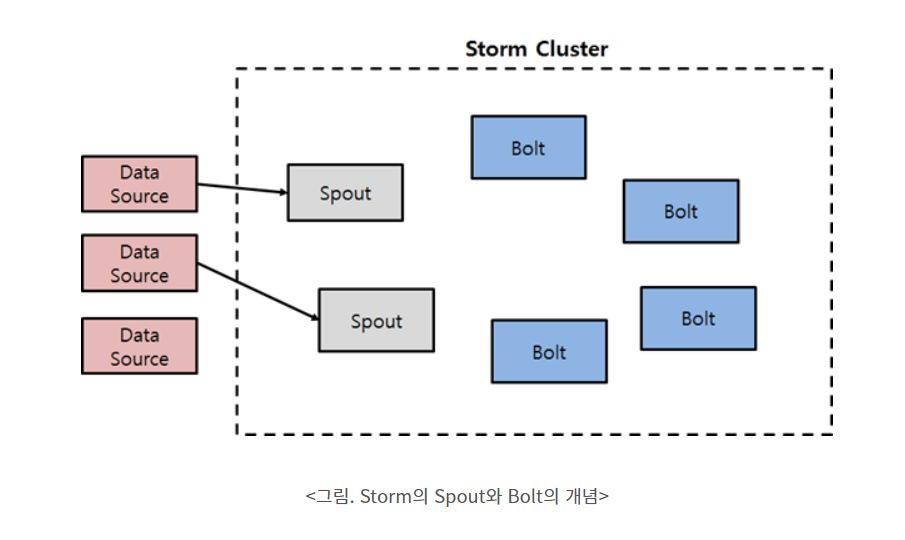 Storm Cluster
Data
Source
Data
Source
Data
Source
Spout
Spout
Bolt
Bolt
Bolt
Bolt
<그림. Storm의 Spout와 Bolt의 개념>